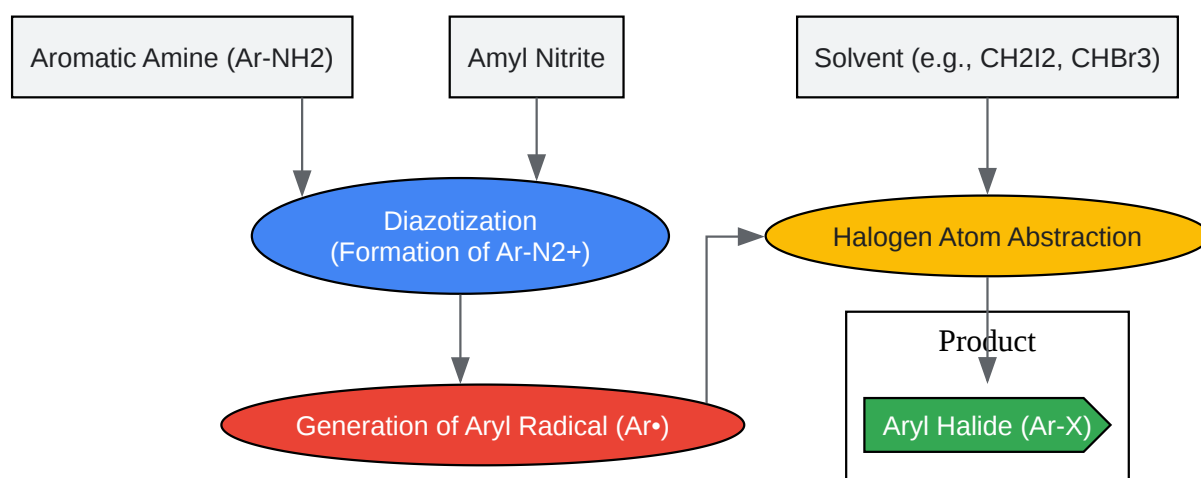 Aromatic Amine (Ar-NH2)
Amyl Nitrite
Solvent (e.g., CH2I2, CHBr3)
Diazotization
(Formation of Ar-N2+)
Halogen Atom Abstraction
Product
Generation of Aryl Radical (Ar•)
Aryl Halide (Ar-X)